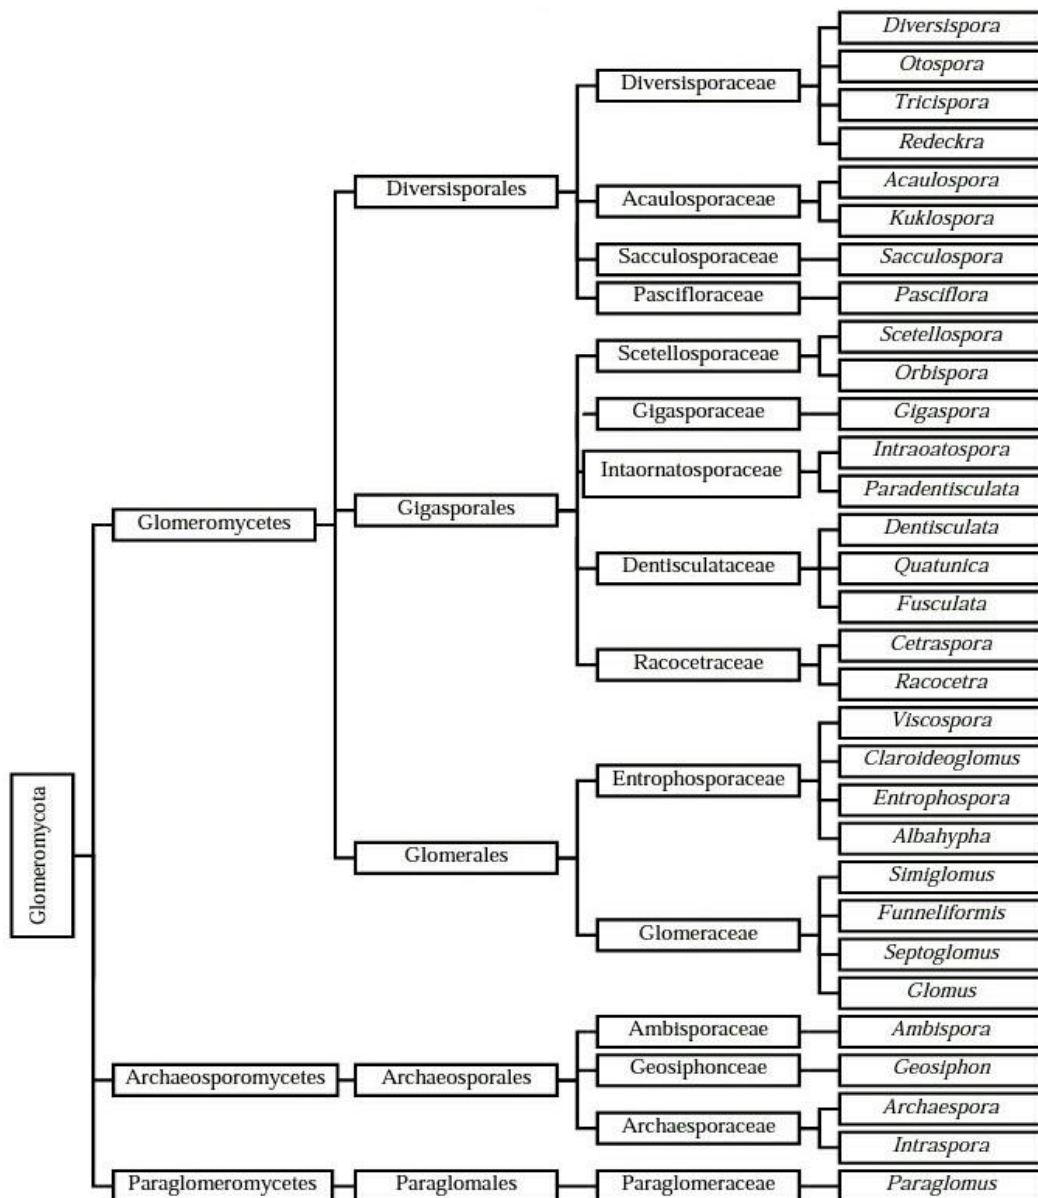 Diversispora
Otospora
Diversisporaceae
Tricispora
Redeckra
Diversisporales
Acaulospora
Acaulosporaceae
Kuklospora
Sacculosporaceae
Sacculospora
Pascifloraceae
Pasciflora
Scetellospora
Scetellosporaceae
Orbispora
Gigasporaceae
Gigaspora
Intraoatospora
Intaornatosporaceae
Paradentisculata
Glomeromycetes
Gigasporales
Dentisculata
Dentisculataceae
Quatunica
Fusculata
Cetraspora
Racocetraceae
Racocetra
Viscospora
Claroideoglomus
Entrophosporaceae
Entrophospora
Albahypha
Glomeromycota
Glomerales
Simiglomus
Funneliformis
Glomeraceae
Septoglomus
Glomus
Ambisporaceae
Ambispora
Archaeosporomycetes
Archaeosporales
Geosiphonceae
Geosiphon
Archaespora
Archaesporaceae
Intraspora
Paraglomeromycetes
Paraglomales
Paraglomeraceae
Paraglomus